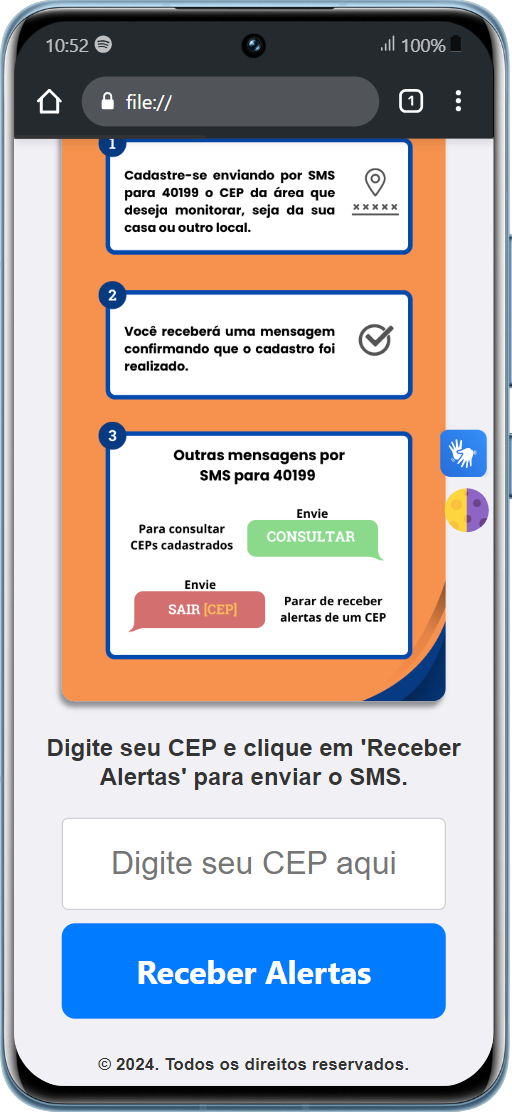 10:52
100%
file://
1
1
Cadastre-se enviando por SMS
para 40199 o CEP da área que
deseja monitorar, seja da sua
casa ou outro local.
×××××
2
Você receberá uma mensagem
confirmando que o cadastro foi
realizado.
3
Outras mensagens por
SMS para 40199
Para consultar
CEPs cadastrados
Envie
CONSULTAR
Envie
SAIR [CEP]
Parar de receber
alertas de um CEP
Digite seu CEP e clique em 'Receber
Alertas' para enviar o SMS.
Digite seu CEP aqui
Receber Alertas
© 2024. Todos os direitos reservados.